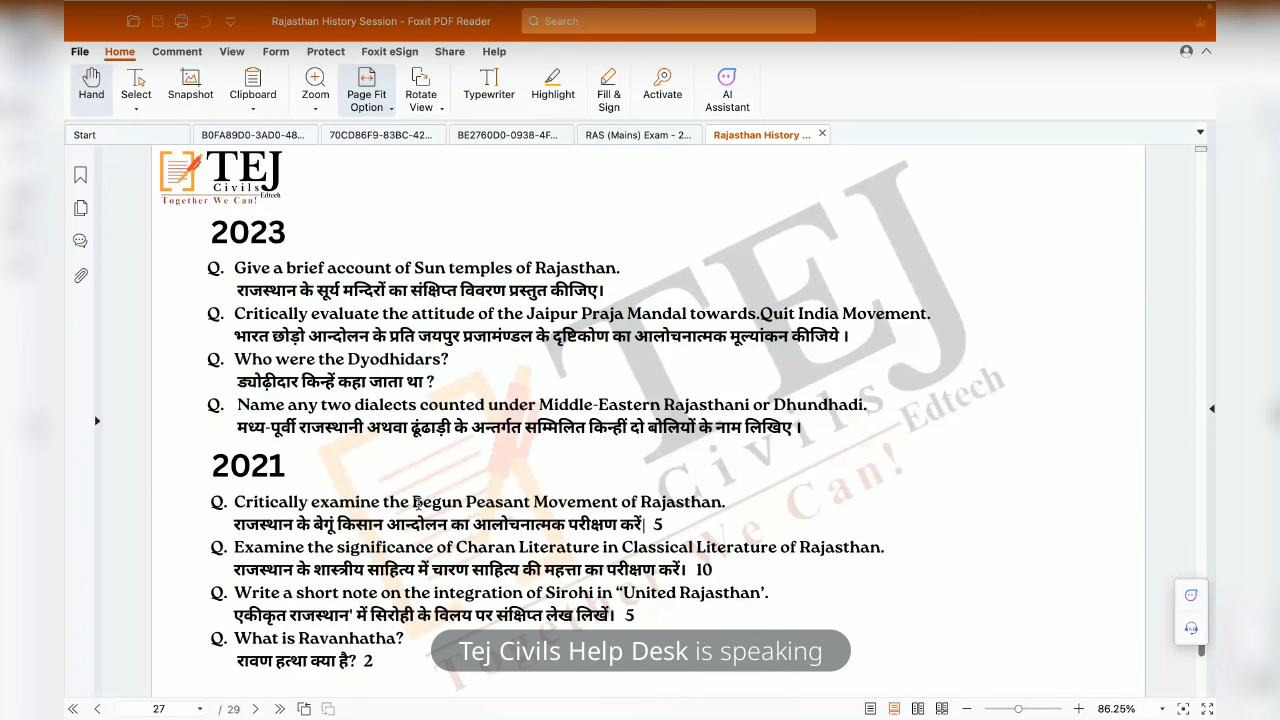 Rajasthan History Session - Foxit PDF Reader
Search
File Home Comment View Form Protect Foxit eSign Share Help
Hand Select Snapshot Clipboard Zoom Page Fit Option Rotate View Typewriter Highlight Fill & Sign Activate AI Assistant
Start B0FA89D0-3AD0-48... 70CD86F9-83BC-42... BE2760D0-0938-4F... RAS (Mains) Exam - 2... Rajasthan History ...
TEJ
Civils Edtech
Together We Can!
2023
Q. Give a brief account of Sun temples of Rajasthan.
राजस्थान के सूर्य मन्दिरों का संक्षिप्त विवरण प्रस्तुत कीजिए।
Q. Critically evaluate the attitude of the Jaipur Praja Mandal towards.Quit India Movement.
भारत छोड़ो आन्दोलन के प्रति जयपुर प्रजामंण्डल के दृष्टिकोण का आलोचनात्मक मूल्यांकन कीजिये ।
Q. Who were the Dyodhidars?
ड्योढ़ीदार किन्हें कहा जाता था ?
Q. Name any two dialects counted under Middle-Eastern Rajasthani or Dhundhadi.
मध्य-पूर्वी राजस्थानी अथवा ढूंढाड़ी के अन्तर्गत सम्मिलित किन्हीं दो बोलियों के नाम लिखिए ।
2021
Q. Critically examine the Begun Peasant Movement of Rajasthan.
राजस्थान के बेगूं किसान आन्दोलन का आलोचनात्मक परीक्षण करें| 5
Q. Examine the significance of Charan Literature in Classical Literature of Rajasthan.
राजस्थान के शास्त्रीय साहित्य में चारण साहित्य की महत्ता का परीक्षण करें। 10
Q. Write a short note on the integration of Sirohi in “United Rajasthan’.
एकीकृत राजस्थान' में सिरोही के विलय पर संक्षिप्त लेख लिखें। 5
Q. What is Ravanhatha?
रावण हत्था क्या है? 2
TEJ
Civils Edtech
Together We Can!
Tej Civils Help Desk is speaking
27 / 29 86.25%